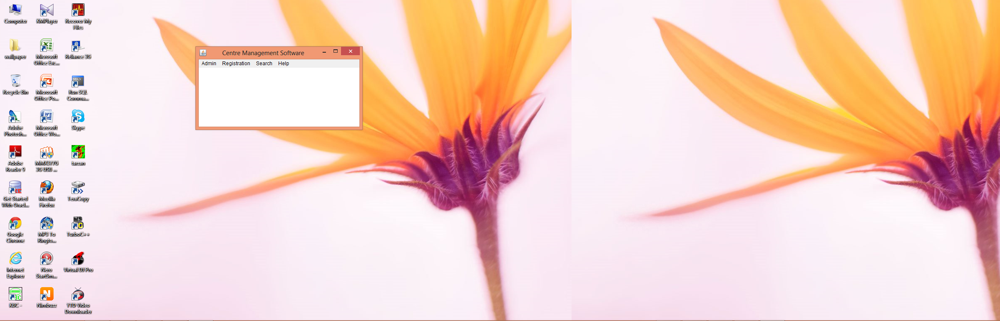 Computer
KMPlayer
Recover My
Files
wallpaper
Microsoft
Office Exc...
Reliance 3G
Recycle Bin
Microsoft
Office Po...
SQL>
Run SQL
Comma...
Adobe
Photosh...
Microsoft
Office Wo...
Skype
Adobe
Reader 9
MMX377G
3G USB ...
tarzan
Get Started
With Oracl...
Mozilla
Firefox
TeraCopy
Google
Chrome
MP3 To
Ringto...
MS
TurboC++
Internet
Explorer
Nero
StartSm...
Virtual DJ Pro
KBC -
Nimbuzz
YTD Video
Downloader
Centre Management Software
Admin Registration Search Help